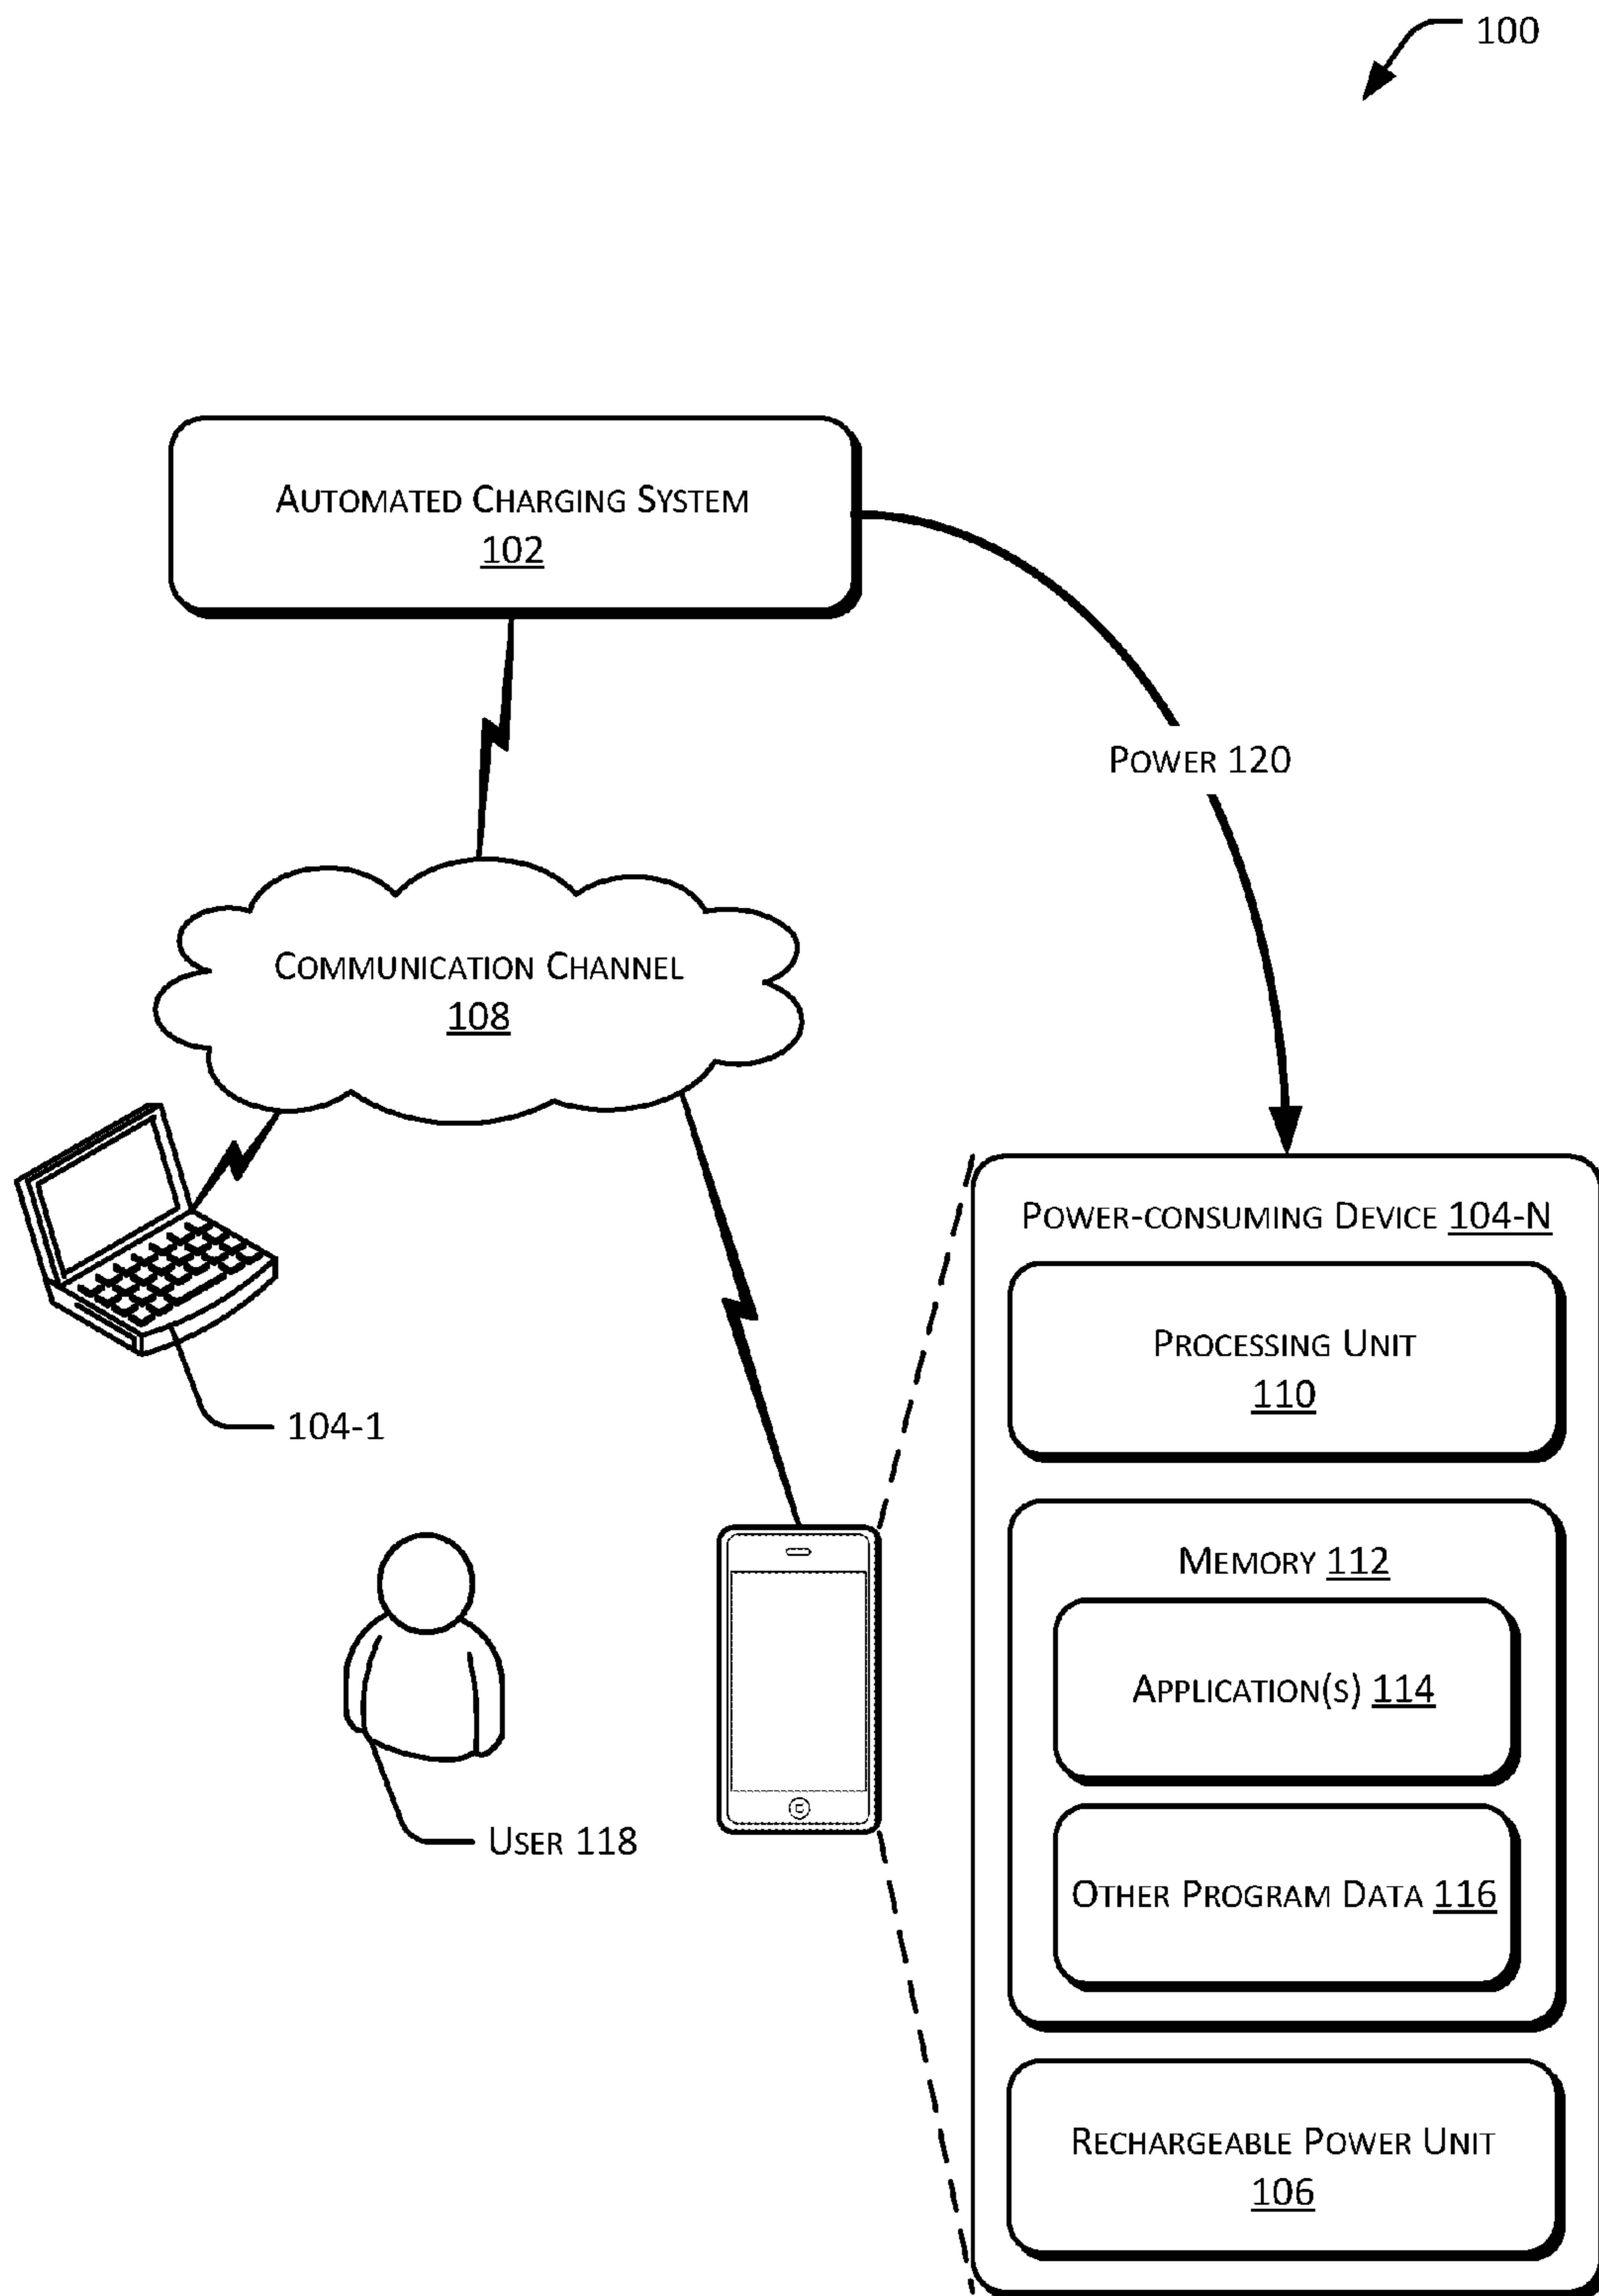 100
AUTOMATED CHARGING SYSTEM
102
POWER 120
COMMUNICATION CHANNEL
108
104-1
USER 118
POWER-CONSUMING DEVICE 104-N
PROCESSING UNIT
110
MEMORY 112
APPLICATION(S) 114
OTHER PROGRAM DATA 116
RECHARGEABLE POWER UNIT
106